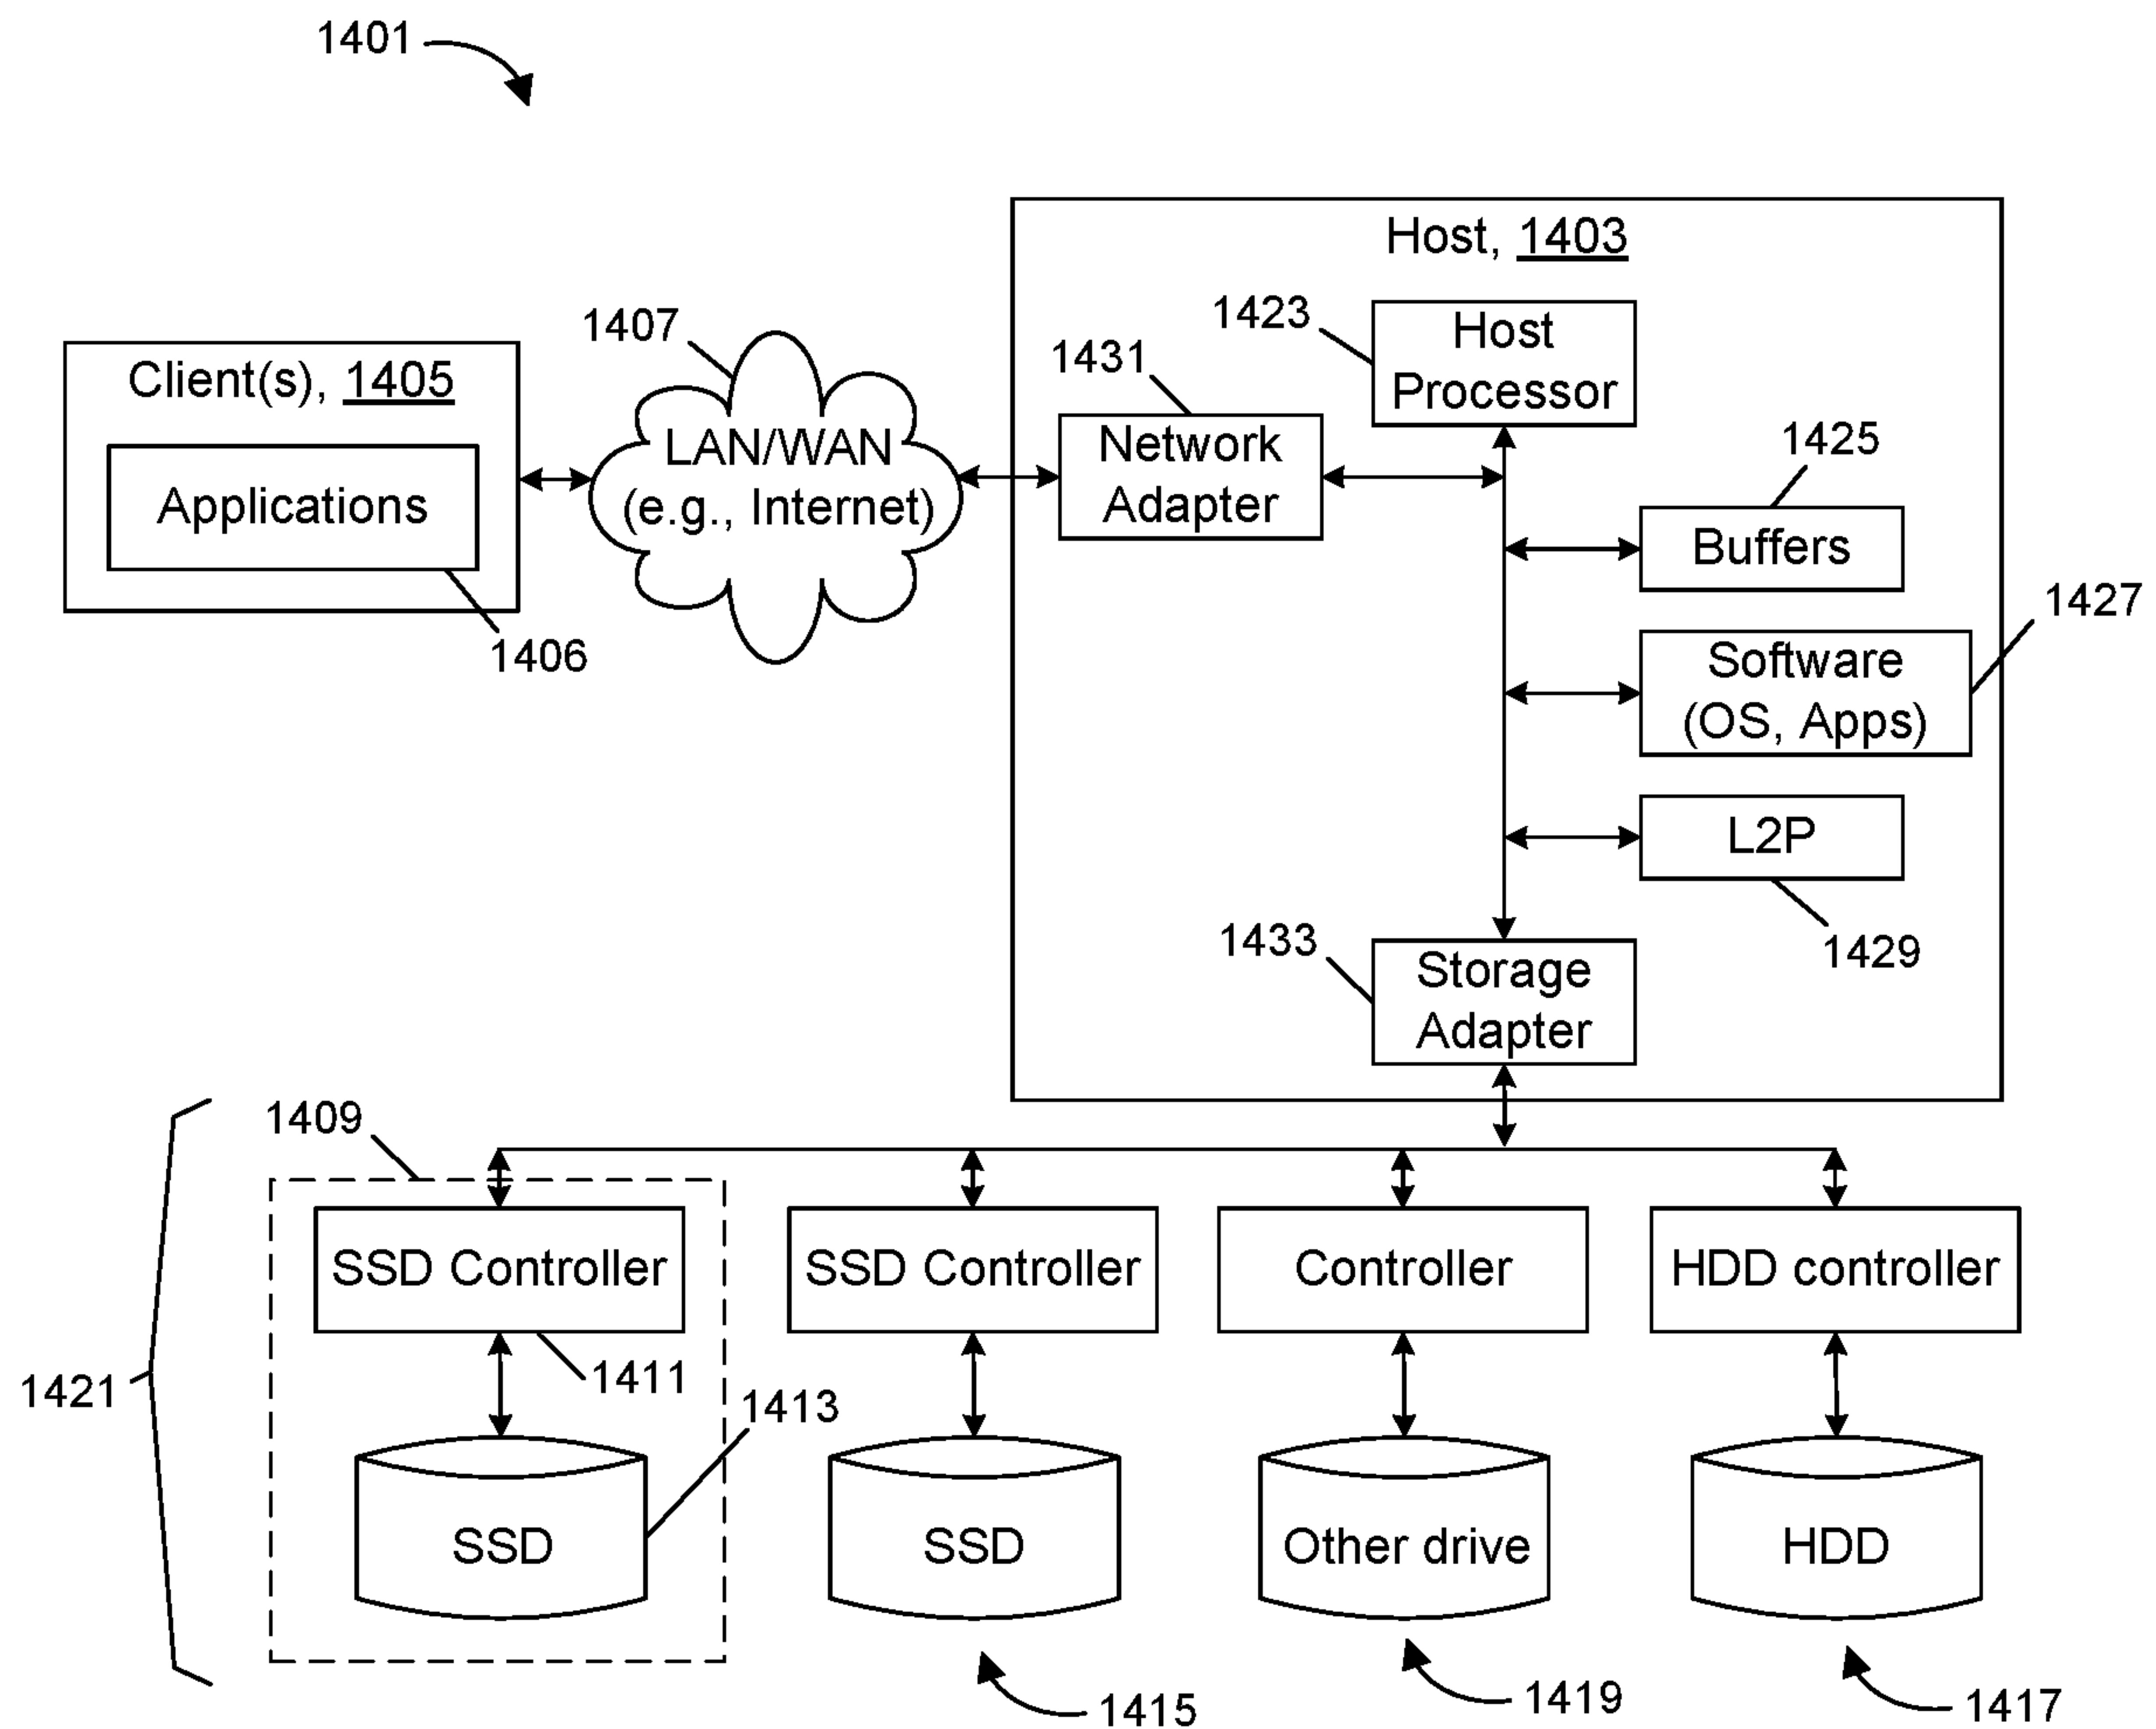 1401
Host, 1403
1423
Host
Processor
1407
1431
Client(s), 1405
Applications
1406
LAN/WAN
(e.g., Internet)
Network
Adapter
1425
Buffers
1427
Software
(OS, Apps)
L2P
1429
1433
Storage
Adapter
1409
SSD Controller
SSD Controller
Controller
HDD controller
1411
1421
1413
SSD
SSD
Other drive
HDD
1415
1419
1417